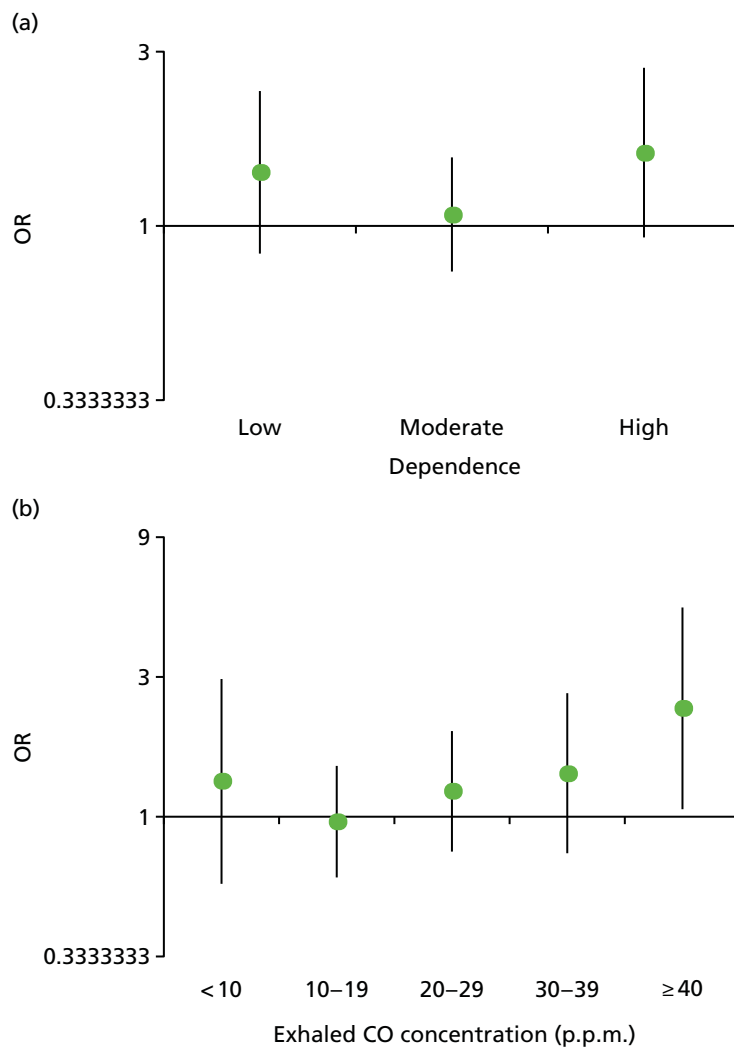 (a)
3
OR
1
0.3333333
Low Moderate High
Dependence
(b)
9
3
OR
1
0.3333333
<10 10–19 20–29 30–39 ≥40
Exhaled CO concentration (p.p.m.)